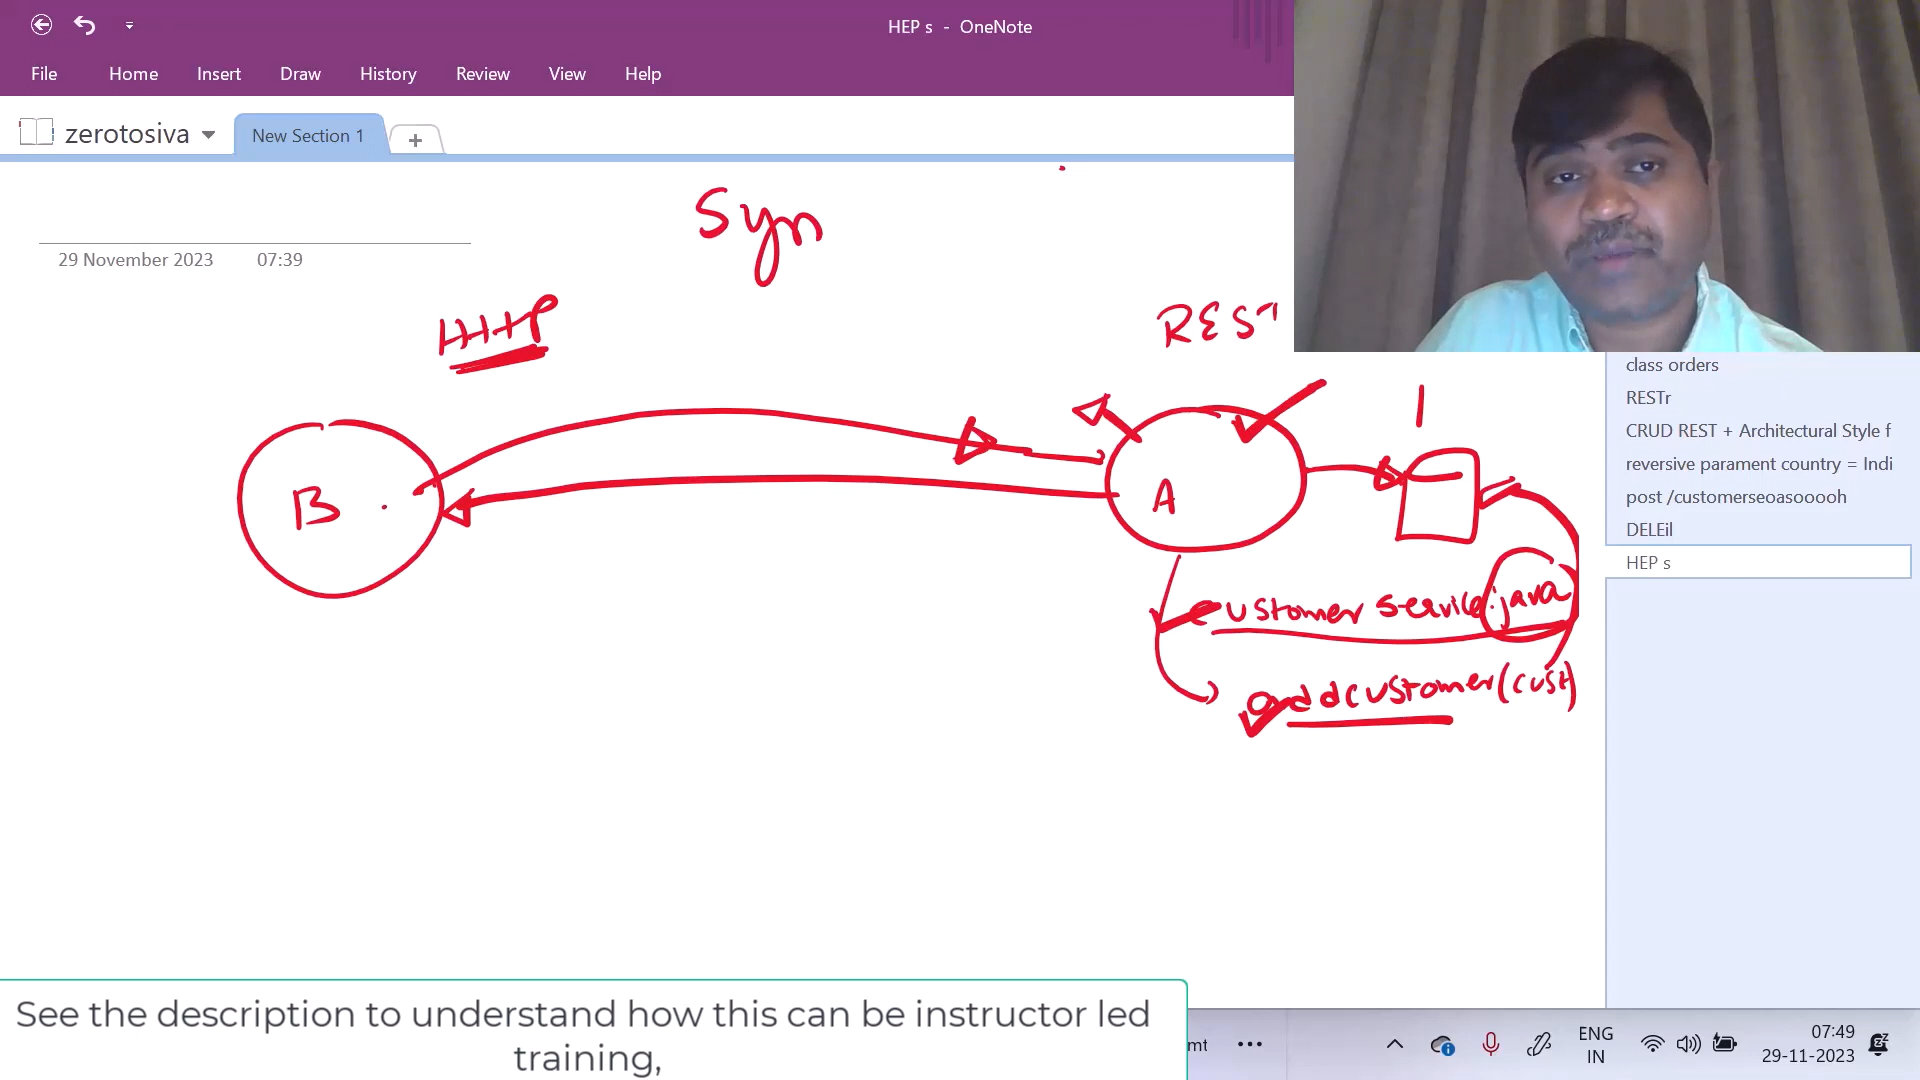 HEP s - OneNote
File Home Insert Draw History Review View Help
zerotosiva New Section 1 +
Syn
29 November 2023 07:39
HTTP
REST
class orders
RESTr
CRUD REST + Architectural Style f
reversive parament country = Indi
post /customerseoasooooh
DELEil
HEP s
B
A
customer service.java
addcustomer(cust)
See the description to understand how this can be instructor led
training,
mt
ENG
IN
07:49
29-11-2023